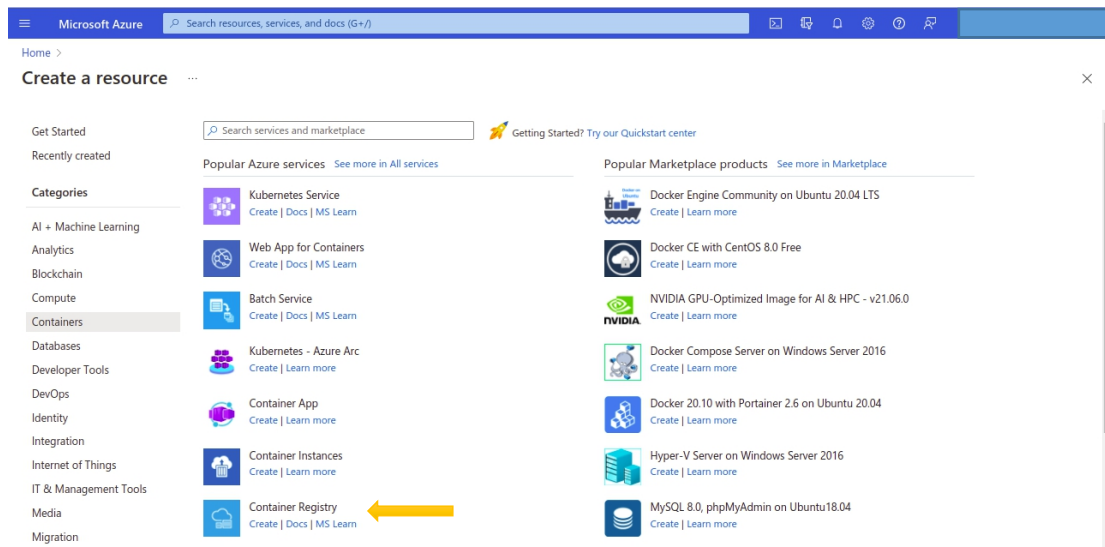 Microsoft Azure
Search resources, services, and docs (G+/)
Home >
Create a resource ...
Get Started
Recently created
Categories
AI + Machine Learning
Analytics
Blockchain
Compute
Containers
Databases
Developer Tools
DevOps
Identity
Integration
Internet of Things
IT & Management Tools
Media
Migration
Search services and marketplace
Getting Started? Try our Quickstart center
Popular Azure services See more in All services
Kubernetes Service
Create | Docs | MS Learn
Web App for Containers
Create | Docs | MS Learn
Batch Service
Create | Docs | MS Learn
Kubernetes - Azure Arc
Create | Learn more
Container App
Create | Learn more
Container Instances
Create | Learn more
Container Registry
Create | Docs | MS Learn
Popular Marketplace products See more in Marketplace
Docker Engine Community on Ubuntu 20.04 LTS
Create | Learn more
Docker CE with CentOS 8.0 Free
Create | Learn more
NVIDIA.
NVIDIA GPU-Optimized Image for AI & HPC - v21.06.0
Create | Learn more
Docker Compose Server on Windows Server 2016
Create | Learn more
Docker 20.10 with Portainer 2.6 on Ubuntu 20.04
Create | Learn more
Hyper-V Server on Windows Server 2016
Create | Learn more
MySQL 8.0, phpMyAdmin on Ubuntu18.04
Create | Learn more